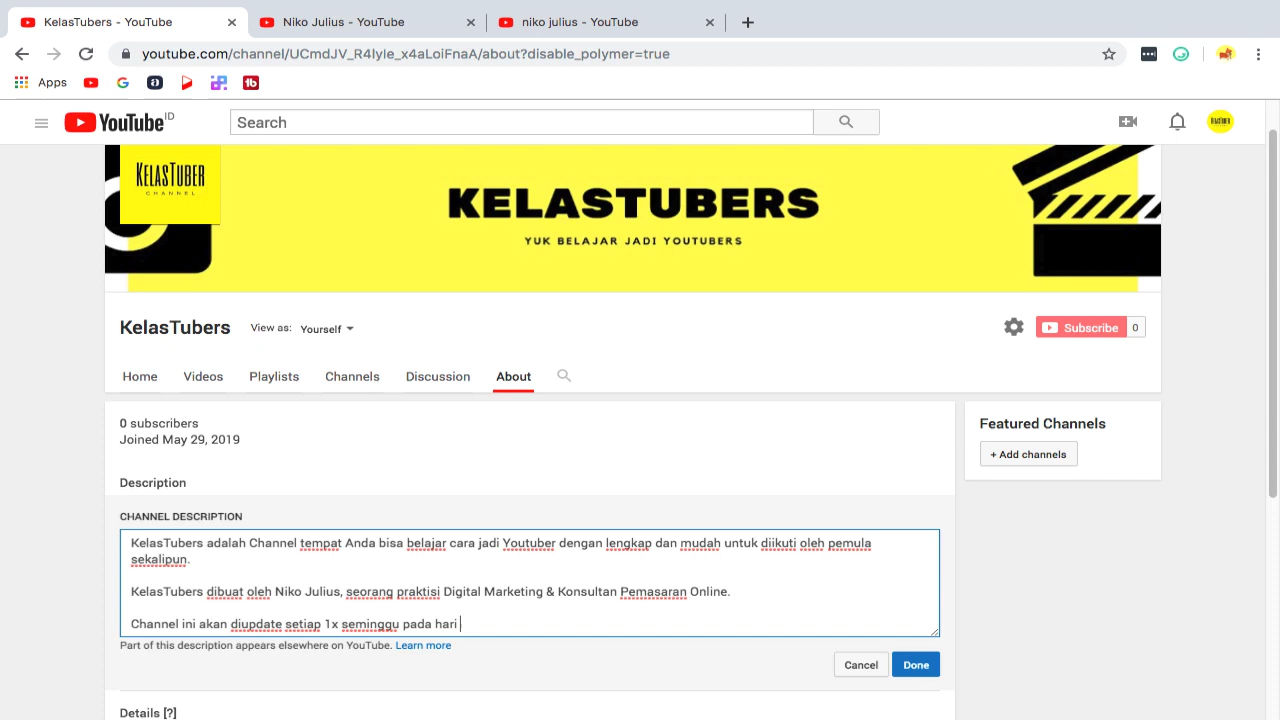 KelasTubers - YouTube
Niko Julius - YouTube
niko julius - YouTube
youtube.com/channel/UCmdJV_R4lyIe_x4aLoiFnaA/about?disable_polymer=true
Apps
YouTube ID
Search
KELASTUBER
CHANNEL
KELASTUBERS
YUK BELAJAR JADI YOUTUBERS
KelasTubers
View as: Yourself
Subscribe 0
Home Videos Playlists Channels Discussion About
0 subscribers
Joined May 29, 2019
Featured Channels
+ Add channels
Description
CHANNEL DESCRIPTION
KelasTubers adalah Channel tempat Anda bisa belajar cara jadi Youtuber dengan lengkap dan mudah untuk diikuti oleh pemula
sekalipun.
KelasTubers dibuat oleh Niko Julius, seorang praktisi Digital Marketing & Konsultan Pemasaran Online.
Channel ini akan diupdate setiap 1x seminggu pada hari
Part of this description appears elsewhere on YouTube. Learn more
Cancel Done
Details [?]